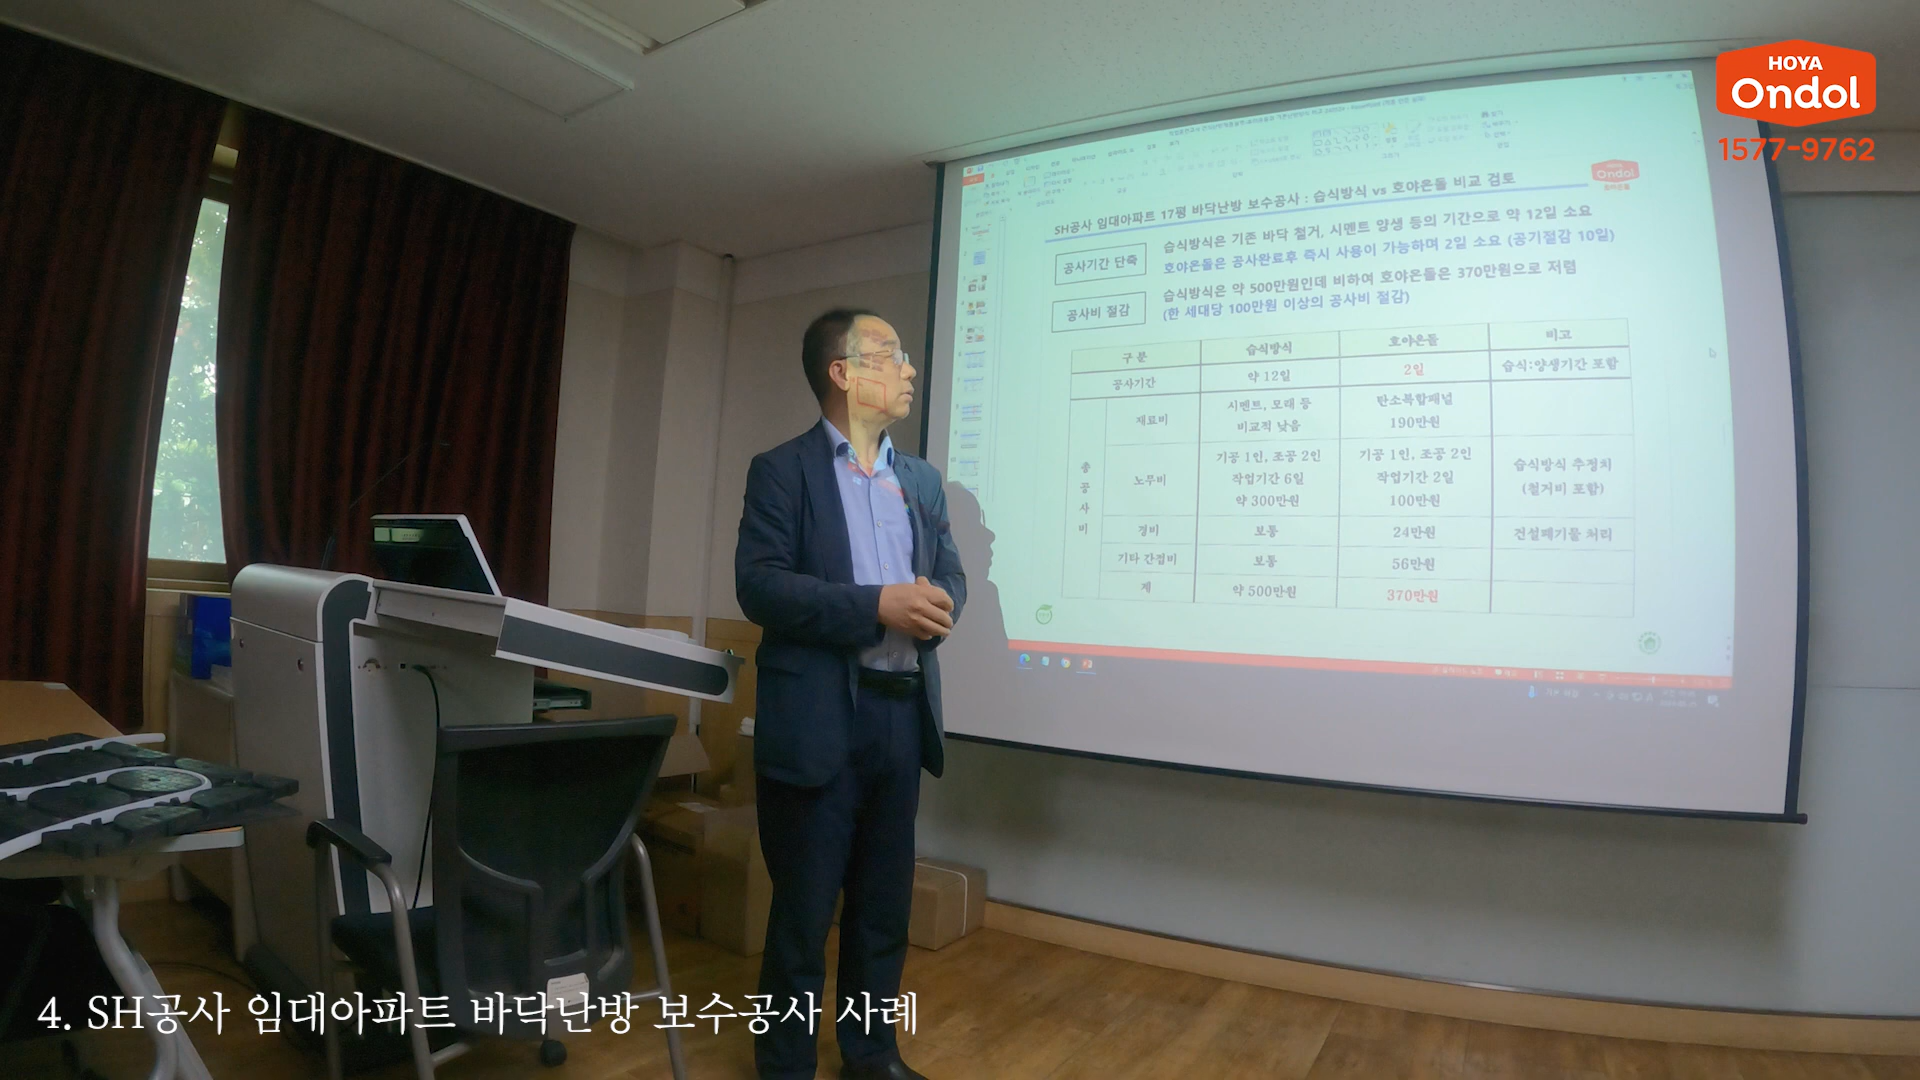 HOYA
Ondol
1577-9762
Ondol
SH공사 임대아파트 17평 바닥난방 보수공사 : 습식방식 vs 호야온돌 비교 검토
공사기간 단축
습식방식은 기존 바닥 철거, 시멘트 양생 등의 기간으로 약 12일 소요
호야온돌은 공사완료후 즉시 사용이 가능하며 2일 소요 (공기절감 10일)
공사비 절감
습식방식은 약 500만원인데 비하여 호야온돌은 370만원으로 저렴
(한 세대당 100만원 이상의 공사비 절감)
구 분 습식방식 호야온돌 비고
공사기간 약 12일 2일 습식:양생기간 포함
총공사비
재료비 시멘트, 모래 등 탄소복합패널
비교적 낮음 190만원
노무비 기공 1인, 조공 2인 기공 1인, 조공 2인 습식방식 추정치
작업기간 6일 작업기간 2일 (철거비 포함)
약 300만원 100만원
경비 보통 24만원 건설폐기물 처리
기타 간접비 보통 56만원
계 약 500만원 370만원
4. SH공사 임대아파트 바닥난방 보수공사 사례